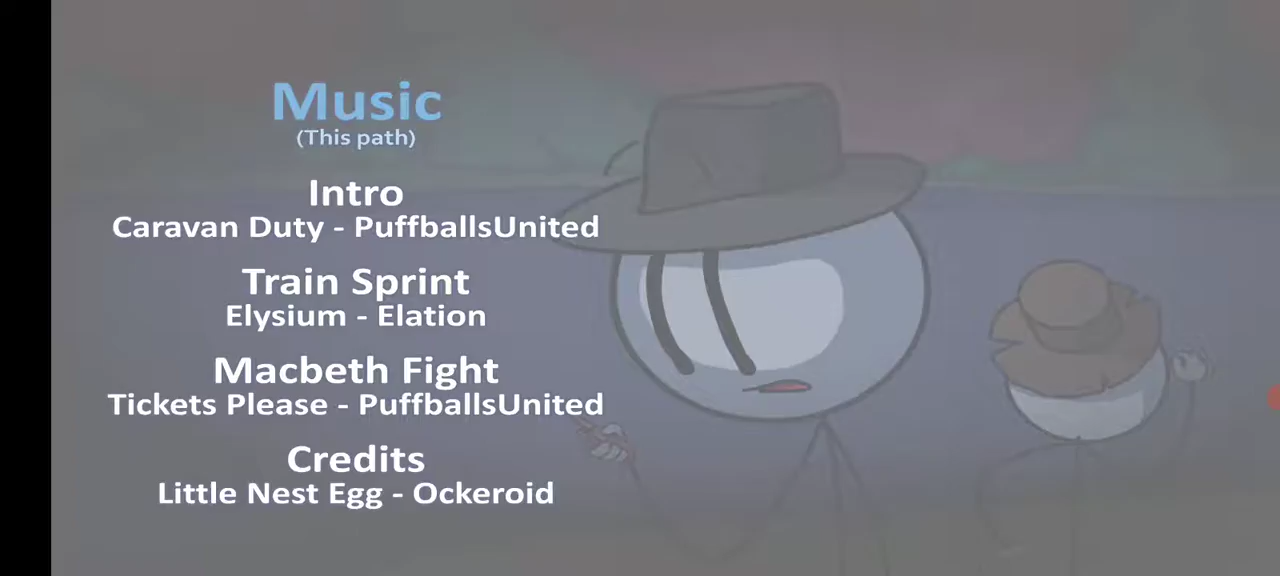 Music
(This path)
Intro
Caravan Duty - PuffballsUnited
Train Sprint
Elysium - Elation
Macbeth Fight
Tickets Please - PuffballsUnited
Credits
Little Nest Egg - Ockeroid